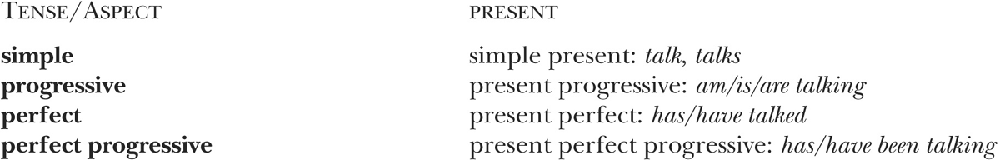 TENSE/ASPECT PRESENT
simple simple present: talk, talks
progressive present progressive: am/is/are talking
perfect present perfect: has/have talked
perfect progressive present perfect progressive: has/have been talking